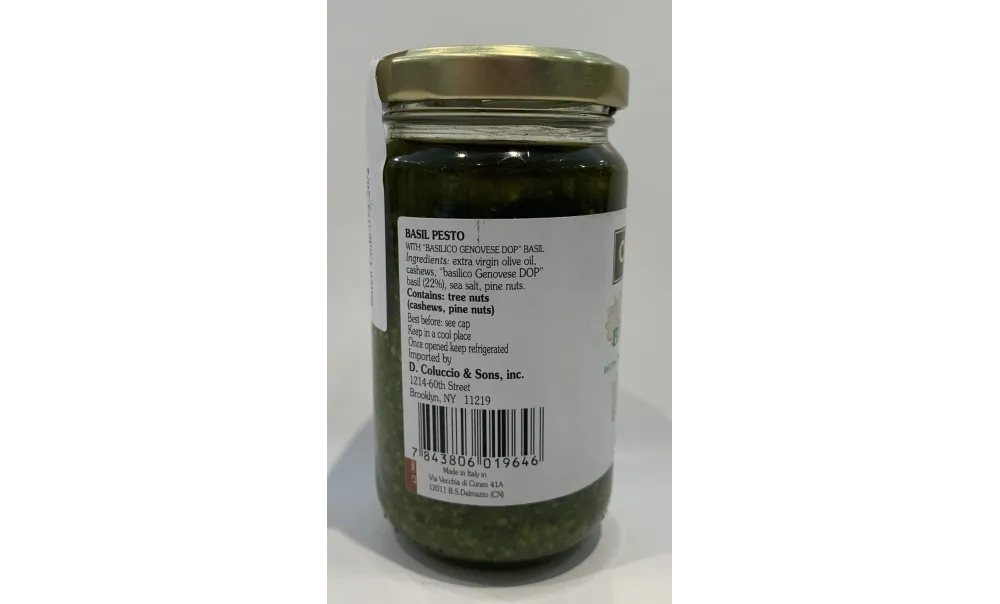 BASIL PESTO
WITH "BASILICO GENOVESE DOP" BASIL
Ingredients: extra virgin olive oil,
cashews, "basilico Genovese DOP"
basil (22%), sea salt, pine nuts.
Contains: tree nuts
(cashews, pine nuts)
Best before: see cap
Keep in a cool place
Once opened keep refrigerated
Imported by
D. Coluccio & Sons, inc.
1214-60th Street
Brooklyn, NY 11219
7 843806 019646
Made in Italy in
Via Vecchia di Cuneo 41A
12011 B.S.Dalmazzo (CN)